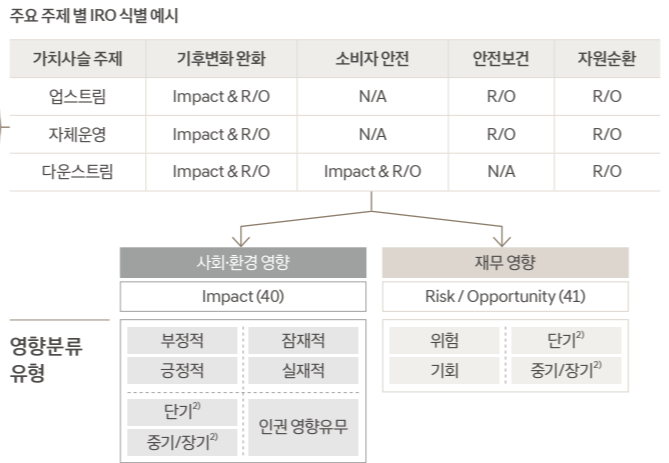 주요 주제 별 IRO 식별 예시
가치사슬 주제 기후변화 완화 소비자 안전 안전보건 자원순환
업스트림 Impact & R/O N/A R/O R/O
자체운영 Impact & R/O N/A R/O R/O
다운스트림 Impact & R/O Impact & R/O N/A R/O
사회·환경 영향 재무 영향
Impact (40) Risk / Opportunity (41)
영향분류
유형
부정적 잠재적 위험 단기2)
긍정적 실재적 기회 중기/장기2)
단기2)
인권 영향유무
중기/장기2)